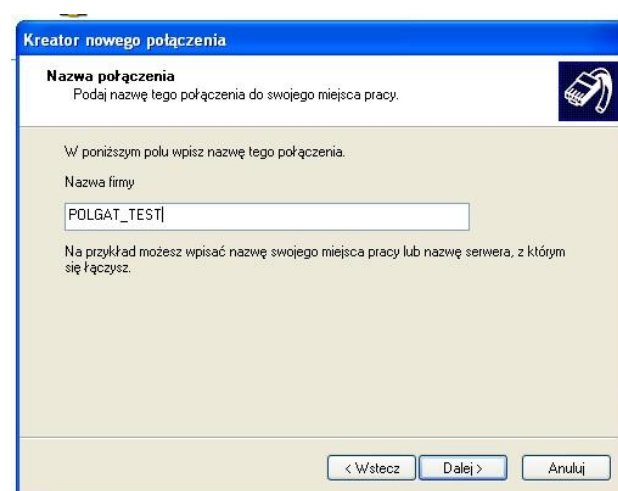 Kreator nowego połączenia
Nazwa połączenia
Podaj nazwę tego połączenia do swojego miejsca pracy.
W poniższym polu wpisz nazwę tego połączenia.
Nazwa firmy
POLGAT_TEST
Na przykład możesz wpisać nazwę swojego miejsca pracy lub nazwę serwera, z którym
się łączysz.
< Wstecz Dalej > Anuluj